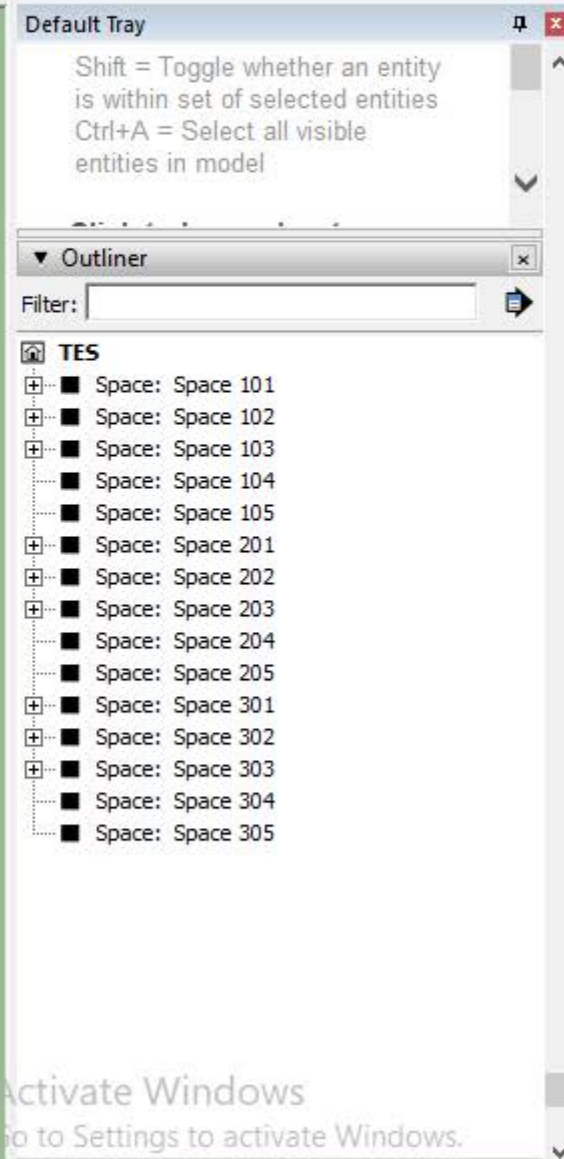 Default Tray
Shift = Toggle whether an entity
is within set of selected entities
Ctrl+A = Select all visible
entities in model
Outliner
Filter:
TES
Space: Space 101
Space: Space 102
Space: Space 103
Space: Space 104
Space: Space 105
Space: Space 201
Space: Space 202
Space: Space 203
Space: Space 204
Space: Space 205
Space: Space 301
Space: Space 302
Space: Space 303
Space: Space 304
Space: Space 305
Activate Windows
Go to Settings to activate Windows.